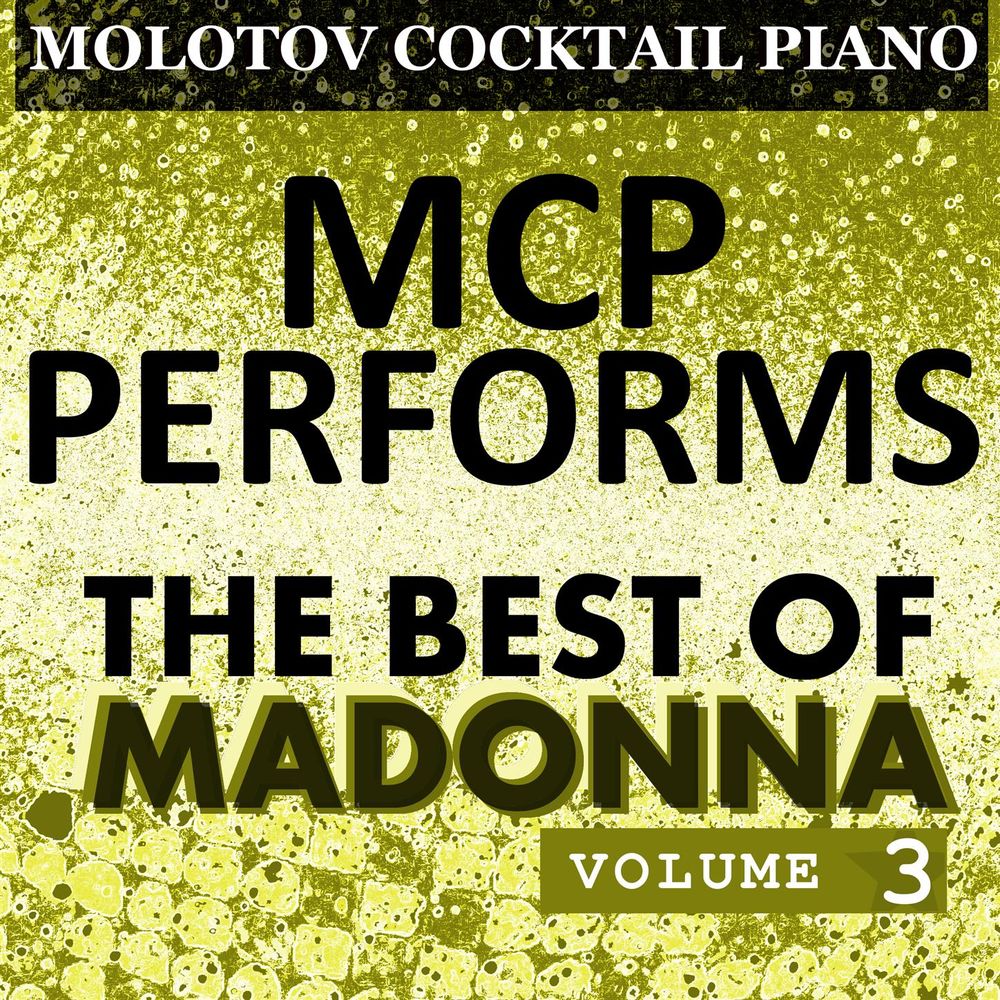 MOLOTOV COCKTAIL PIANO
MCP
PERFORMS
THE BEST OF
MADONNA
VOLUME 3